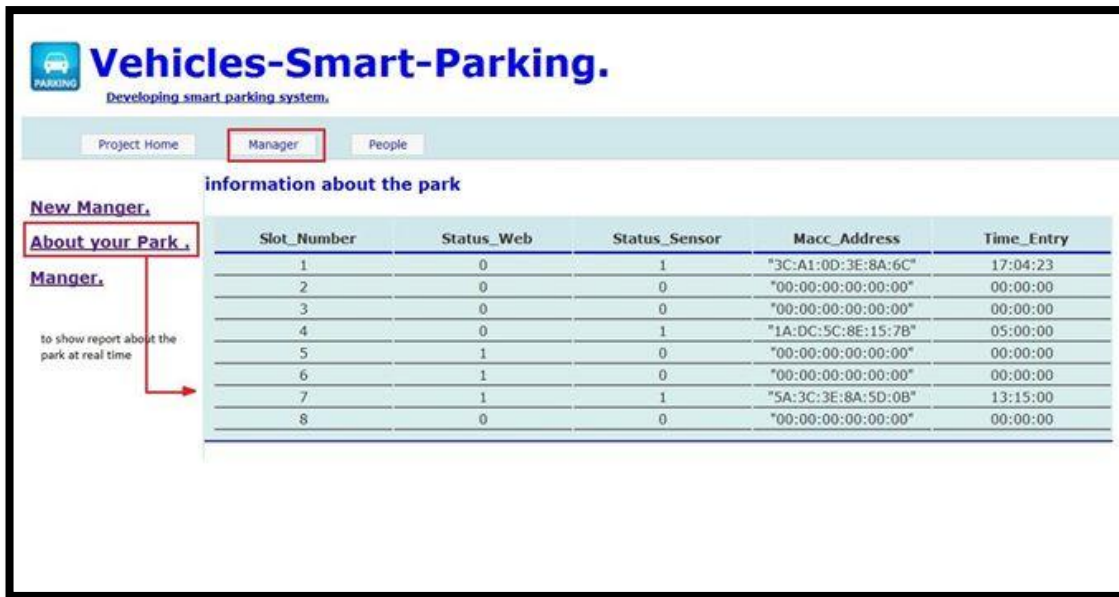 PARKING
Vehicles-Smart-Parking.
Developing smart parking system.
Project Home Manager People
New Manger.
About your Park .
Manger.
to show report about the
park at real time
information about the park
Slot_Number Status_Web Status_Sensor Macc_Address Time_Entry
1 0 1 "3C:A1:0D:3E:8A:6C" 17:04:23
2 0 0 "00:00:00:00:00:00" 00:00:00
3 0 0 "00:00:00:00:00:00" 00:00:00
4 0 1 "1A:DC:5C:8E:15:7B" 05:00:00
5 1 0 "00:00:00:00:00:00" 00:00:00
6 1 0 "00:00:00:00:00:00" 00:00:00
7 1 1 "5A:3C:3E:8A:5D:0B" 13:15:00
8 0 0 "00:00:00:00:00:00" 00:00:00